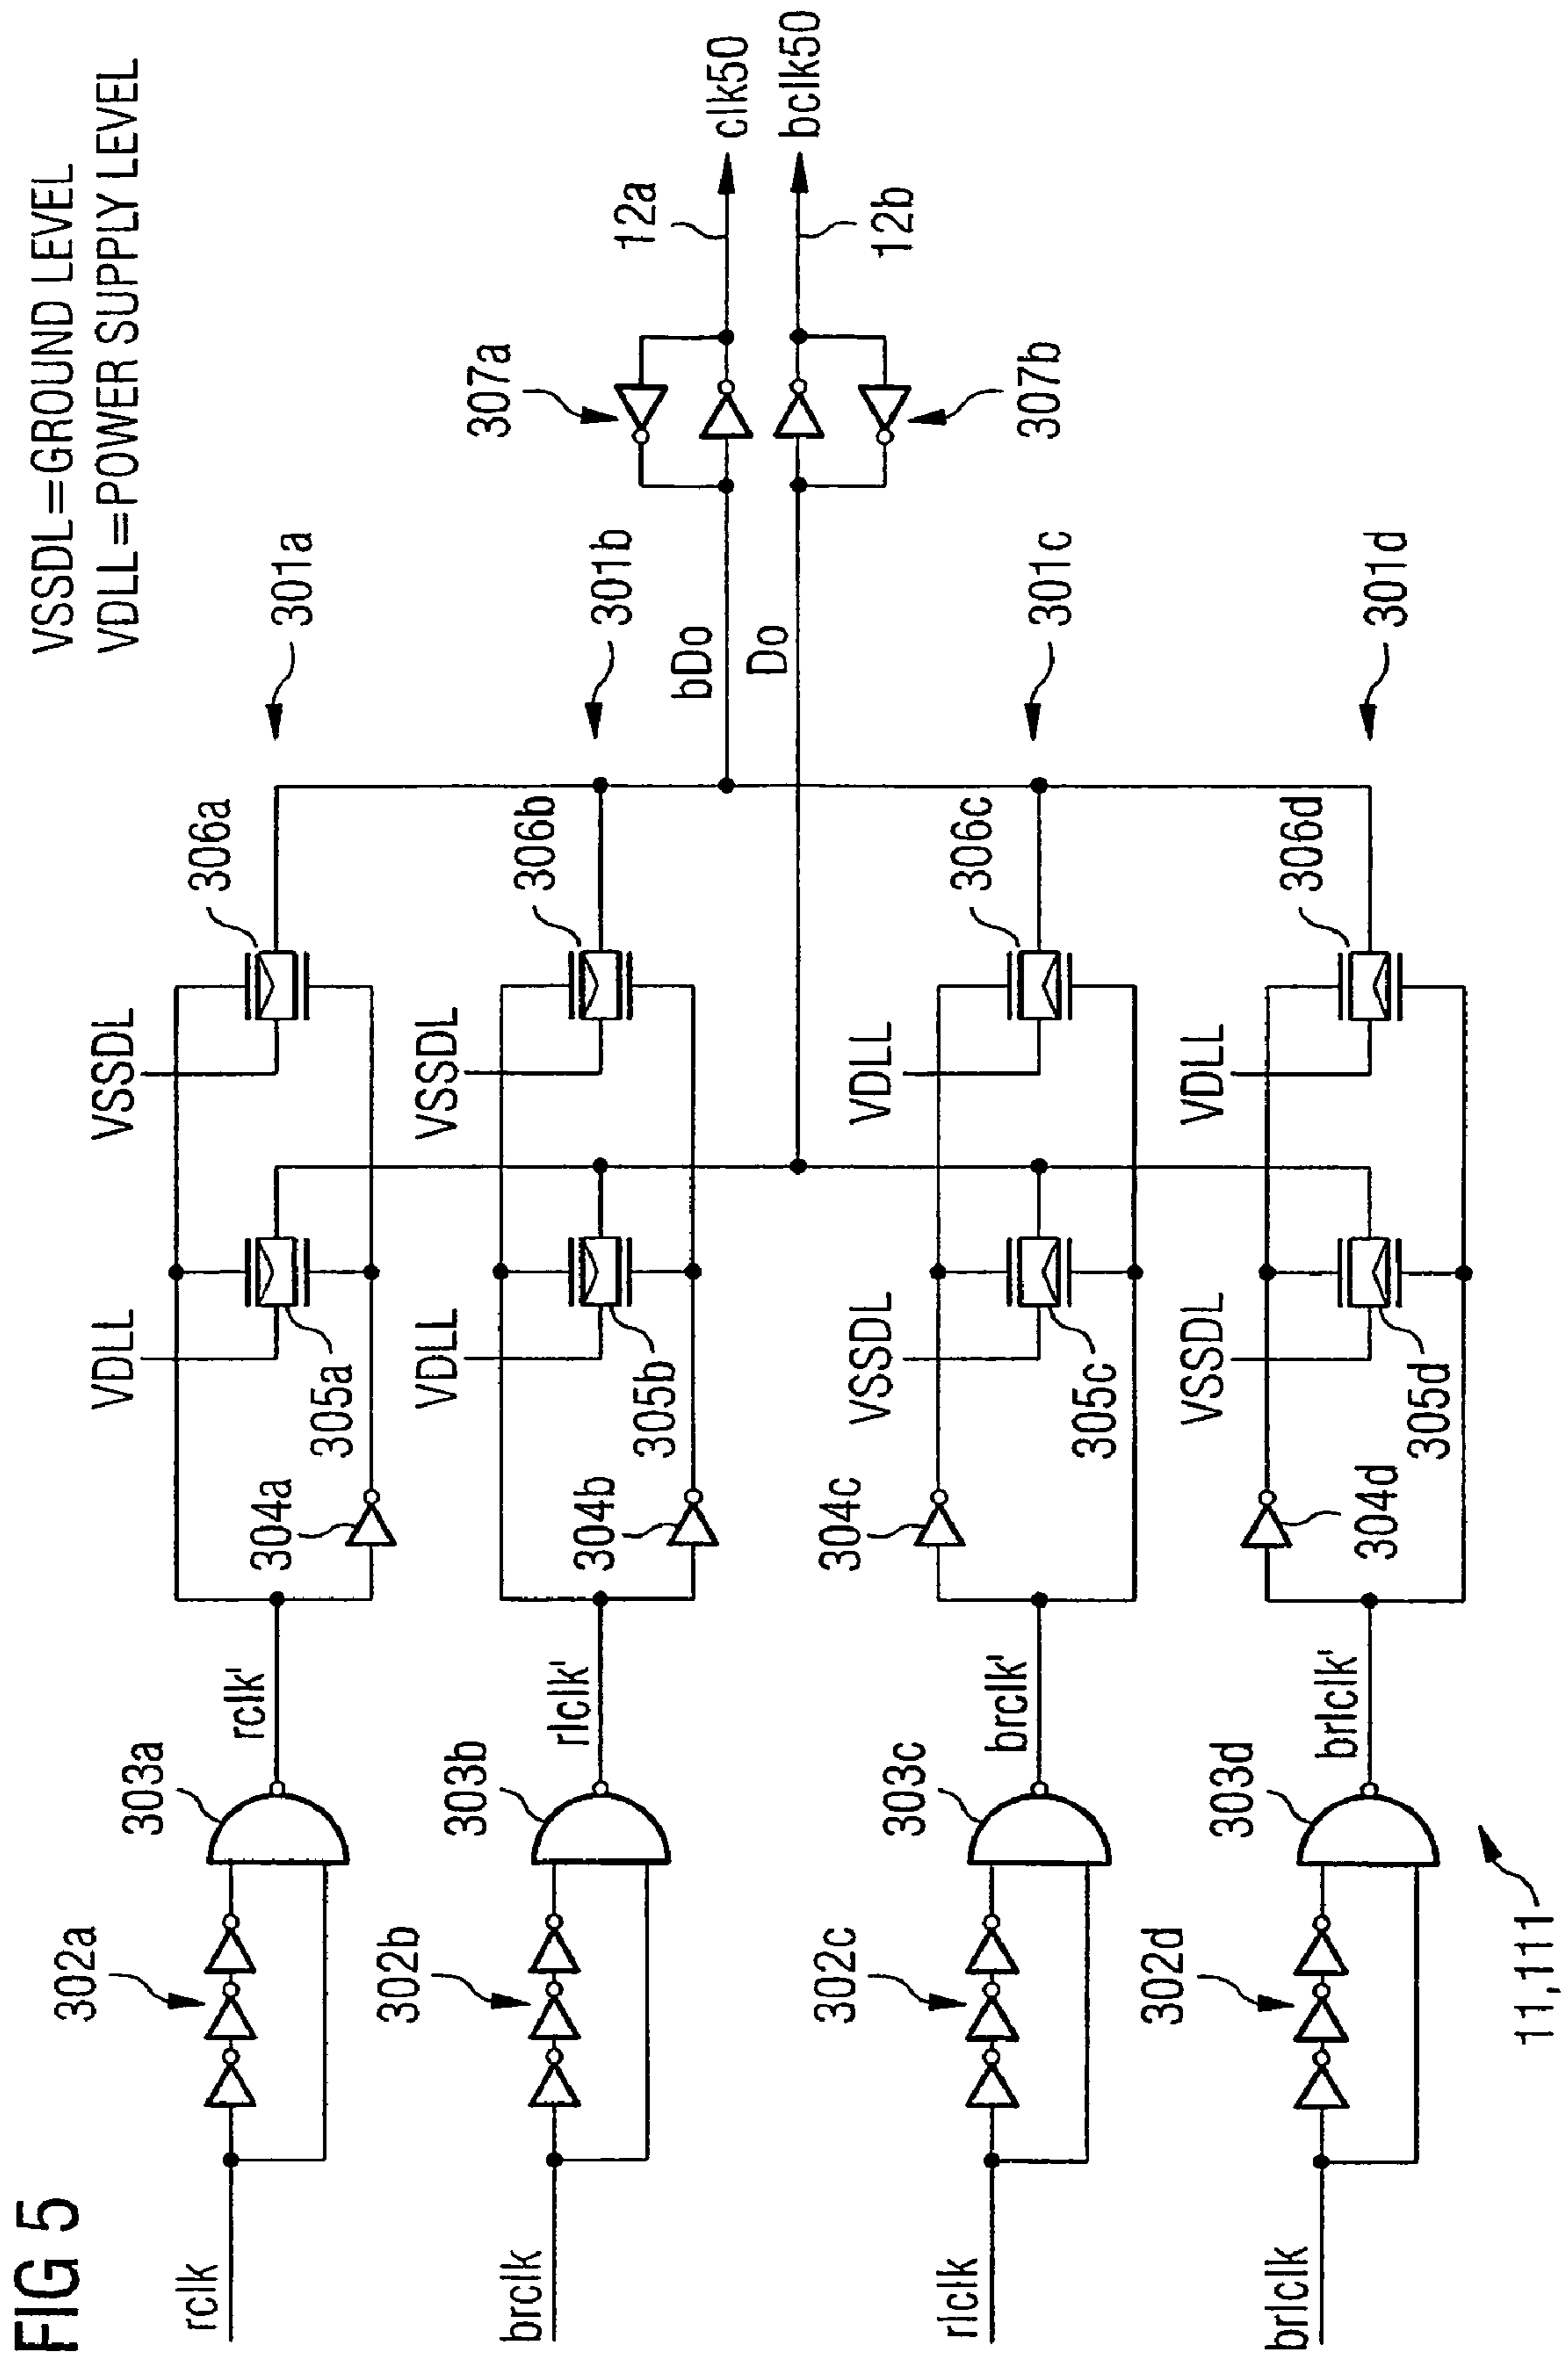 FIG 5
VSSDL=GROUND LEVEL
VDLL=POWER SUPPLY LEVEL
rclk
302a
303a
rclk'
304a
VDLL
305a
VSSDL
306a
301a
brclk
302b
303b
rlclk'
304b
VDLL
305b
VSSDL
306b
301b
bDo
Do
307a
307b
12a
12b
clk50
bclk50
rlclk
302c
303c
brclk'
304c
VSSDL
305c
VDLL
306c
301c
brlclk
302d
303d
brlclk'
304d
VSSDL
305d
VDLL
306d
301d
11,111